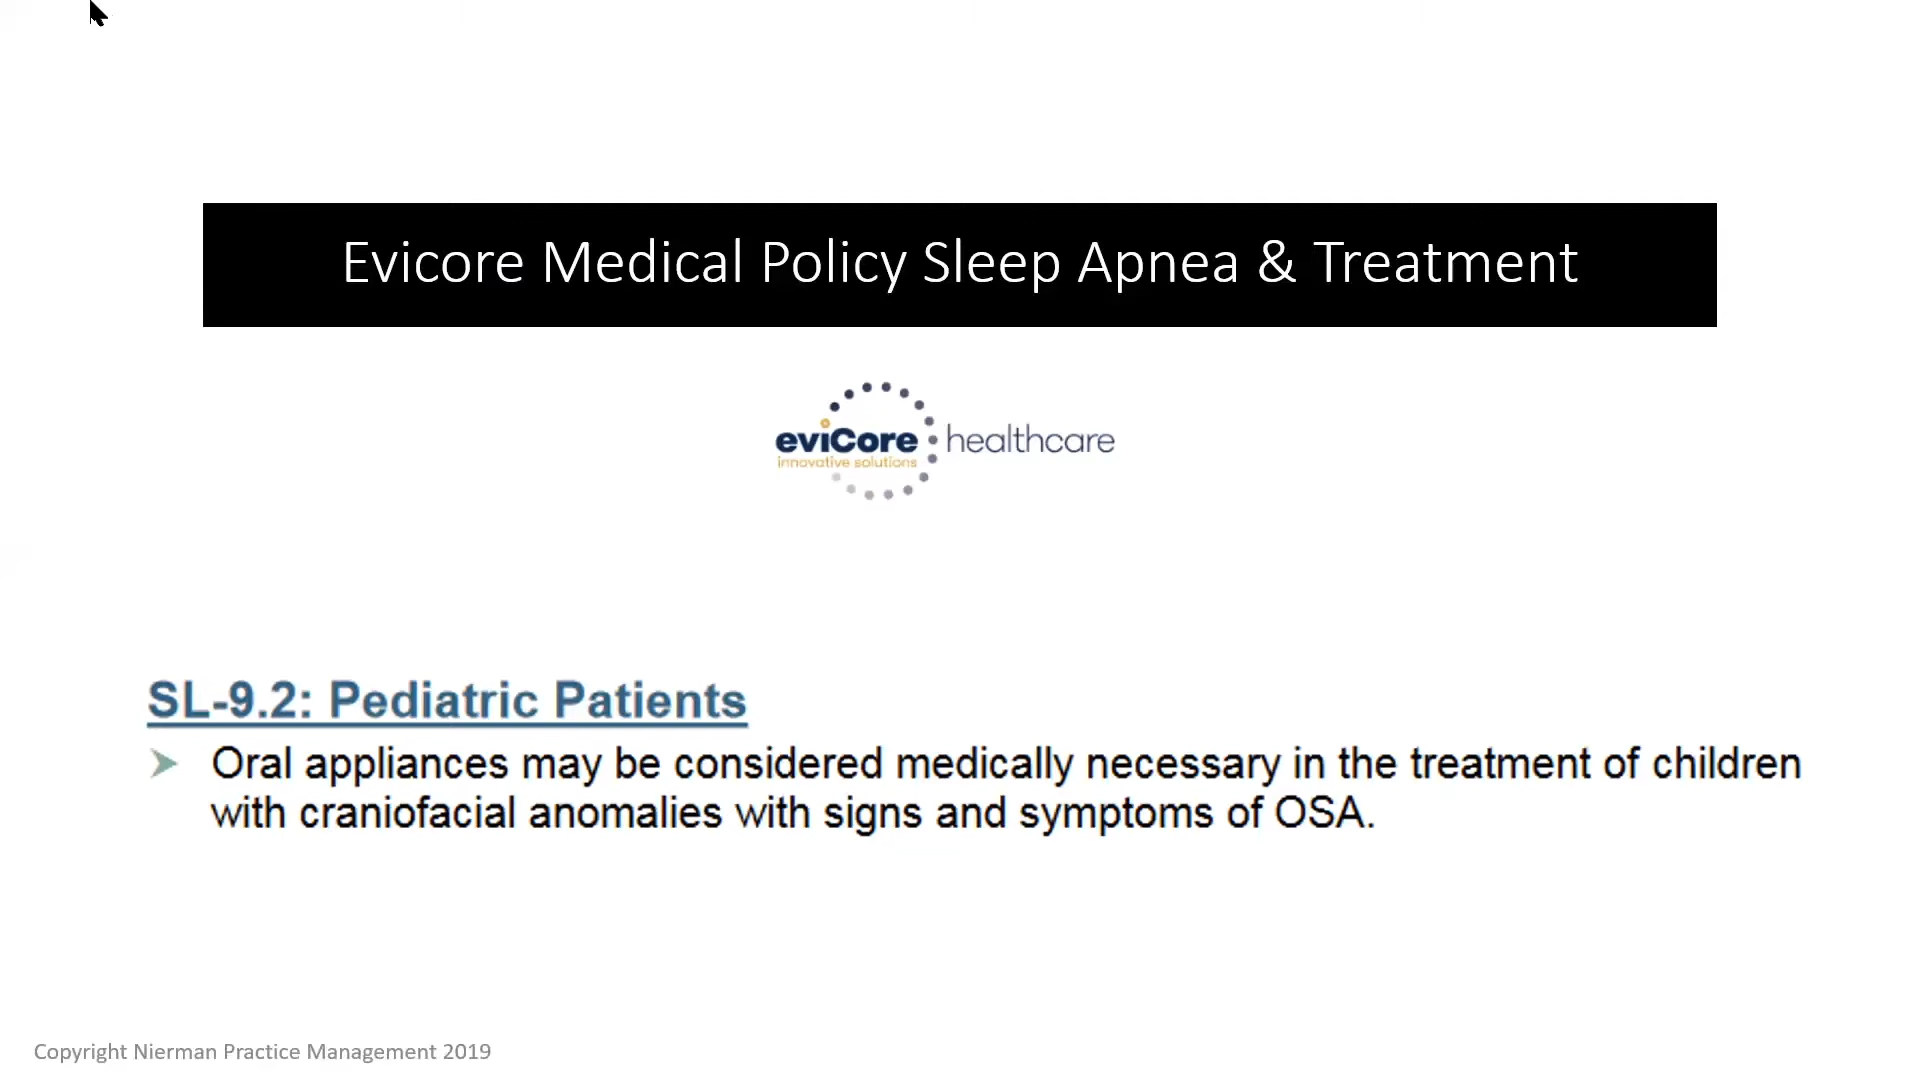 Evicore Medical Policy Sleep Apnea & Treatment
eviCore healthcare
innovative solutions
SL-9.2: Pediatric Patients
➤ Oral appliances may be considered medically necessary in the treatment of children
with craniofacial anomalies with signs and symptoms of OSA.
Copyright Nierman Practice Management 2019